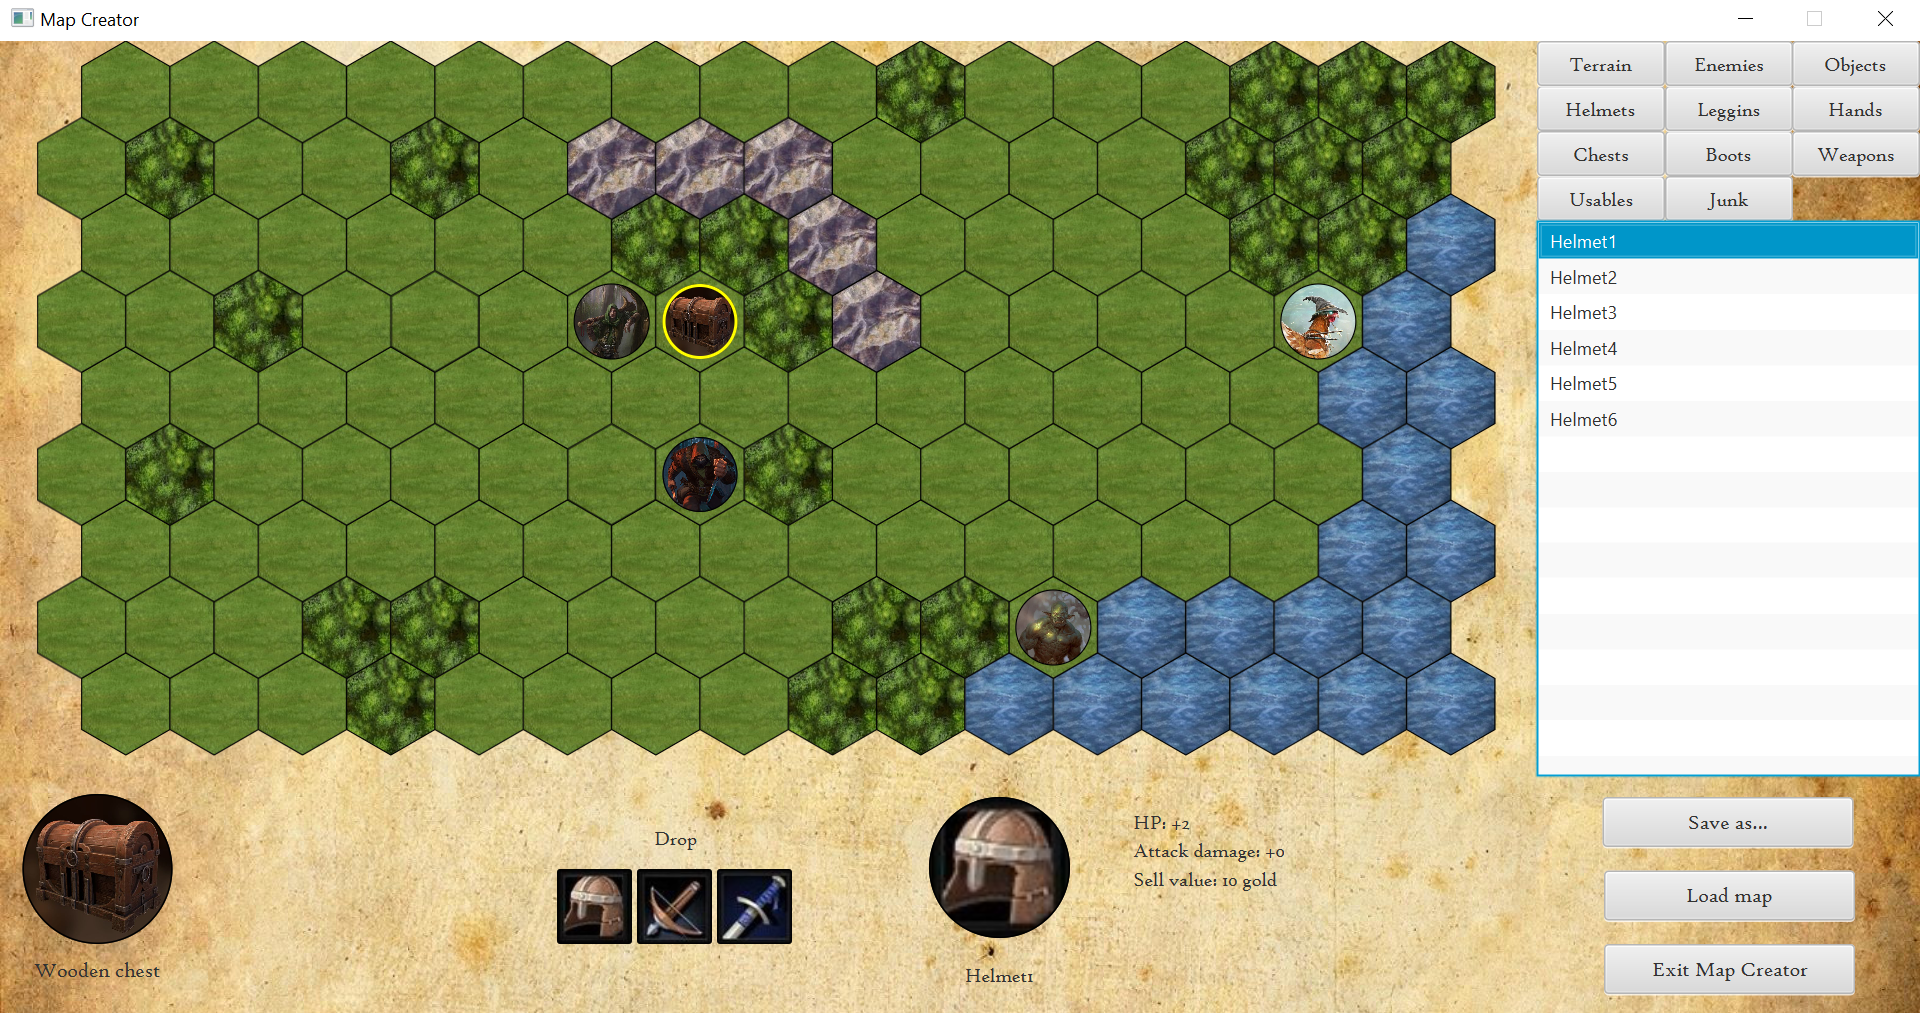 Map Creator
Terrain
Enemies
Objects
Helmets
Leggins
Hands
Chests
Boots
Weapons
Usables
Junk
Helmet1
Helmet2
Helmet3
Helmet4
Helmet5
Helmet6
Wooden chest
Drop
Helmet1
HP: +2
Attack damage: +0
Sell value: 10 gold
Save as...
Load map
Exit Map Creator